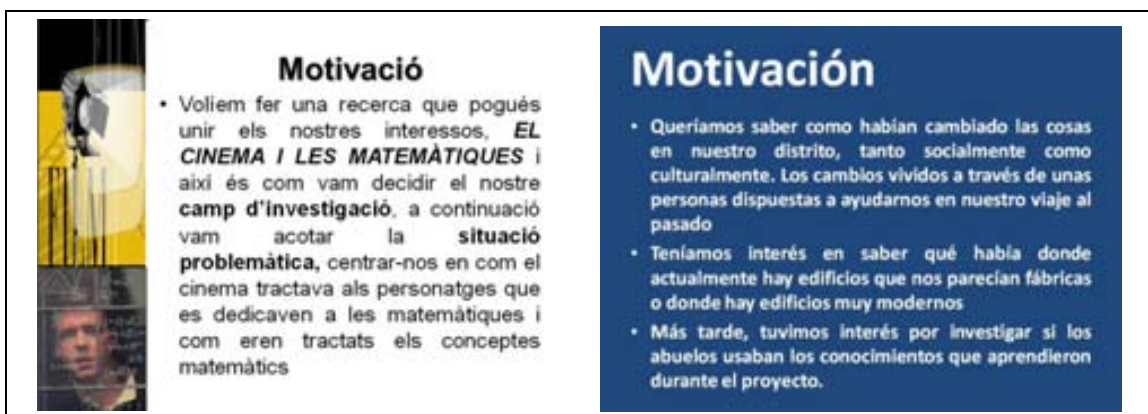 Motivació
• Volíem fer una recerca que pogués
unir els nostres interessos, EL
CINEMA I LES MATEMÀTIQUES i
així és com vam decidir el nostre
camp d'investigació, a continuació
vam acotar la situació
problemàtica, centrar-nos en com el
cinema tractava als personatges que
es dedicaven a les matemàtiques i
com eren tractats els conceptes
matemàtics
Motivación
• Queríamos saber como habían cambiado las cosas
en nuestro distrito, tanto socialmente como
culturalmente. Los cambios vividos a través de unas
personas dispuestas a ayudarnos en nuestro viaje al
pasado
• Teníamos interés en saber qué había donde
actualmente hay edificios que nos parecían fábricas
o donde hay edificios muy modernos
• Más tarde, tuvimos interés por investigar si los
abuelos usaban los conocimientos que aprendieron
durante el proyecto.